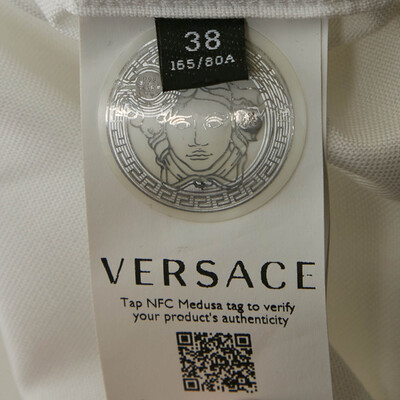 38
165/80A
VERSACE
Tap NFC Medusa tag to verify
your product's authenticity